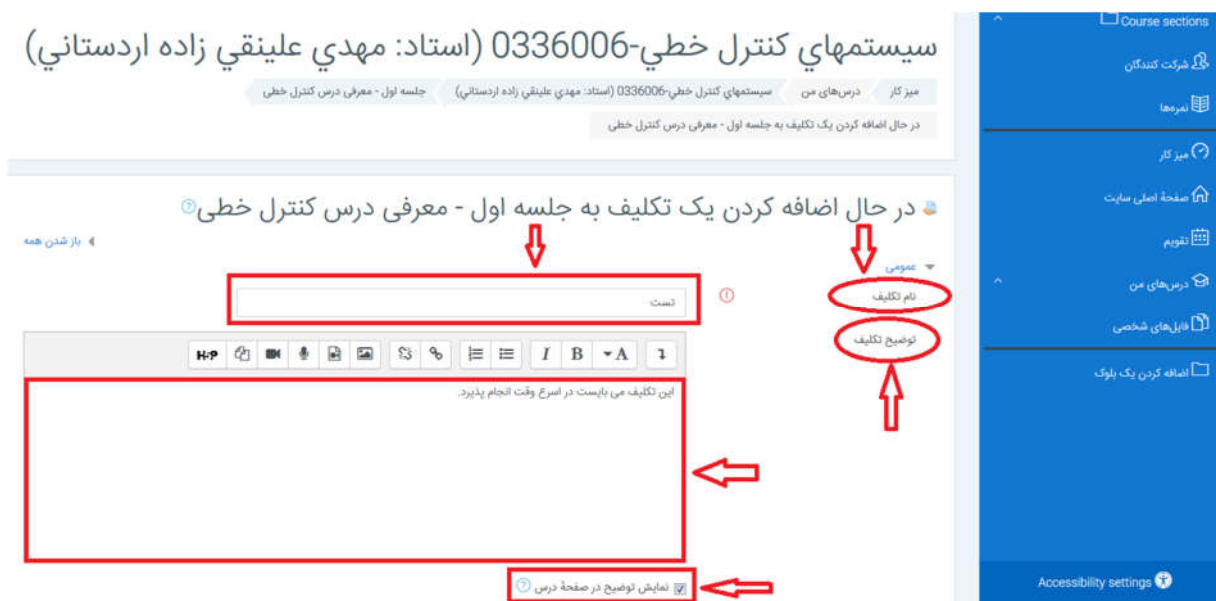 سيستمهاي كنترل خطي-0336006 (استاد: مهدي علينقي زاده اردستاني)
میز کار
درس‌های من
سيستمهاي كنترل خطي-0336006 (استاد: مهدي علينقي زاده اردستاني)
جلسه اول - معرفی درس کنترل خطی
در حال اضافه کردن یک تکلیف به جلسه اول - معرفی درس کنترل خطی
در حال اضافه کردن یک تکلیف به جلسه اول - معرفی درس کنترل خطی
باز شدن همه
عمومی
نام تکلیف
تست
توضیح تکلیف
A B I
H-P
این تکلیف می بایست در اسرع وقت انجام پذیرد.
نمایش توضیح در صفحهٔ درس
Course sections
شرکت کنندگان
نمره‌ها
میز کار
صفحهٔ اصلی سایت
تقویم
درس‌های من
فایل‌های شخصی
اضافه کردن یک بلوک
Accessibility settings